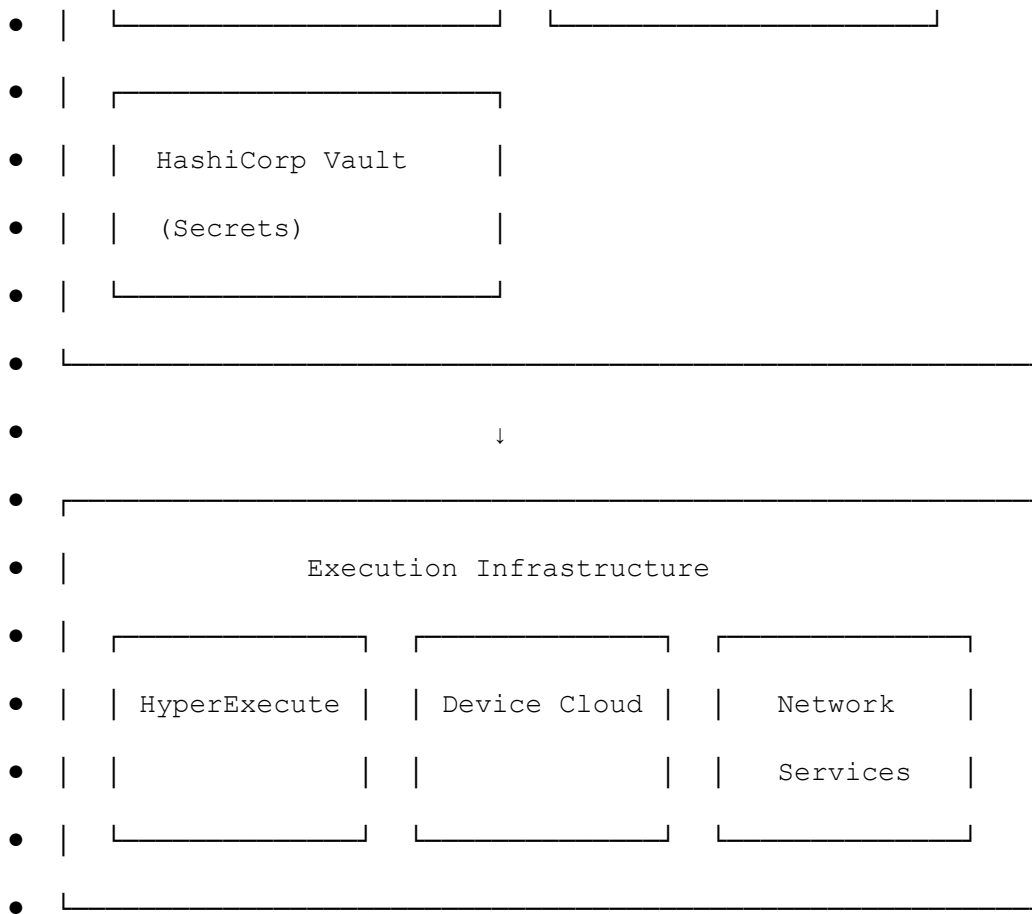 HashiCorp Vault
(Secrets)
↓
Execution Infrastructure
HyperExecute Device Cloud Network
Services